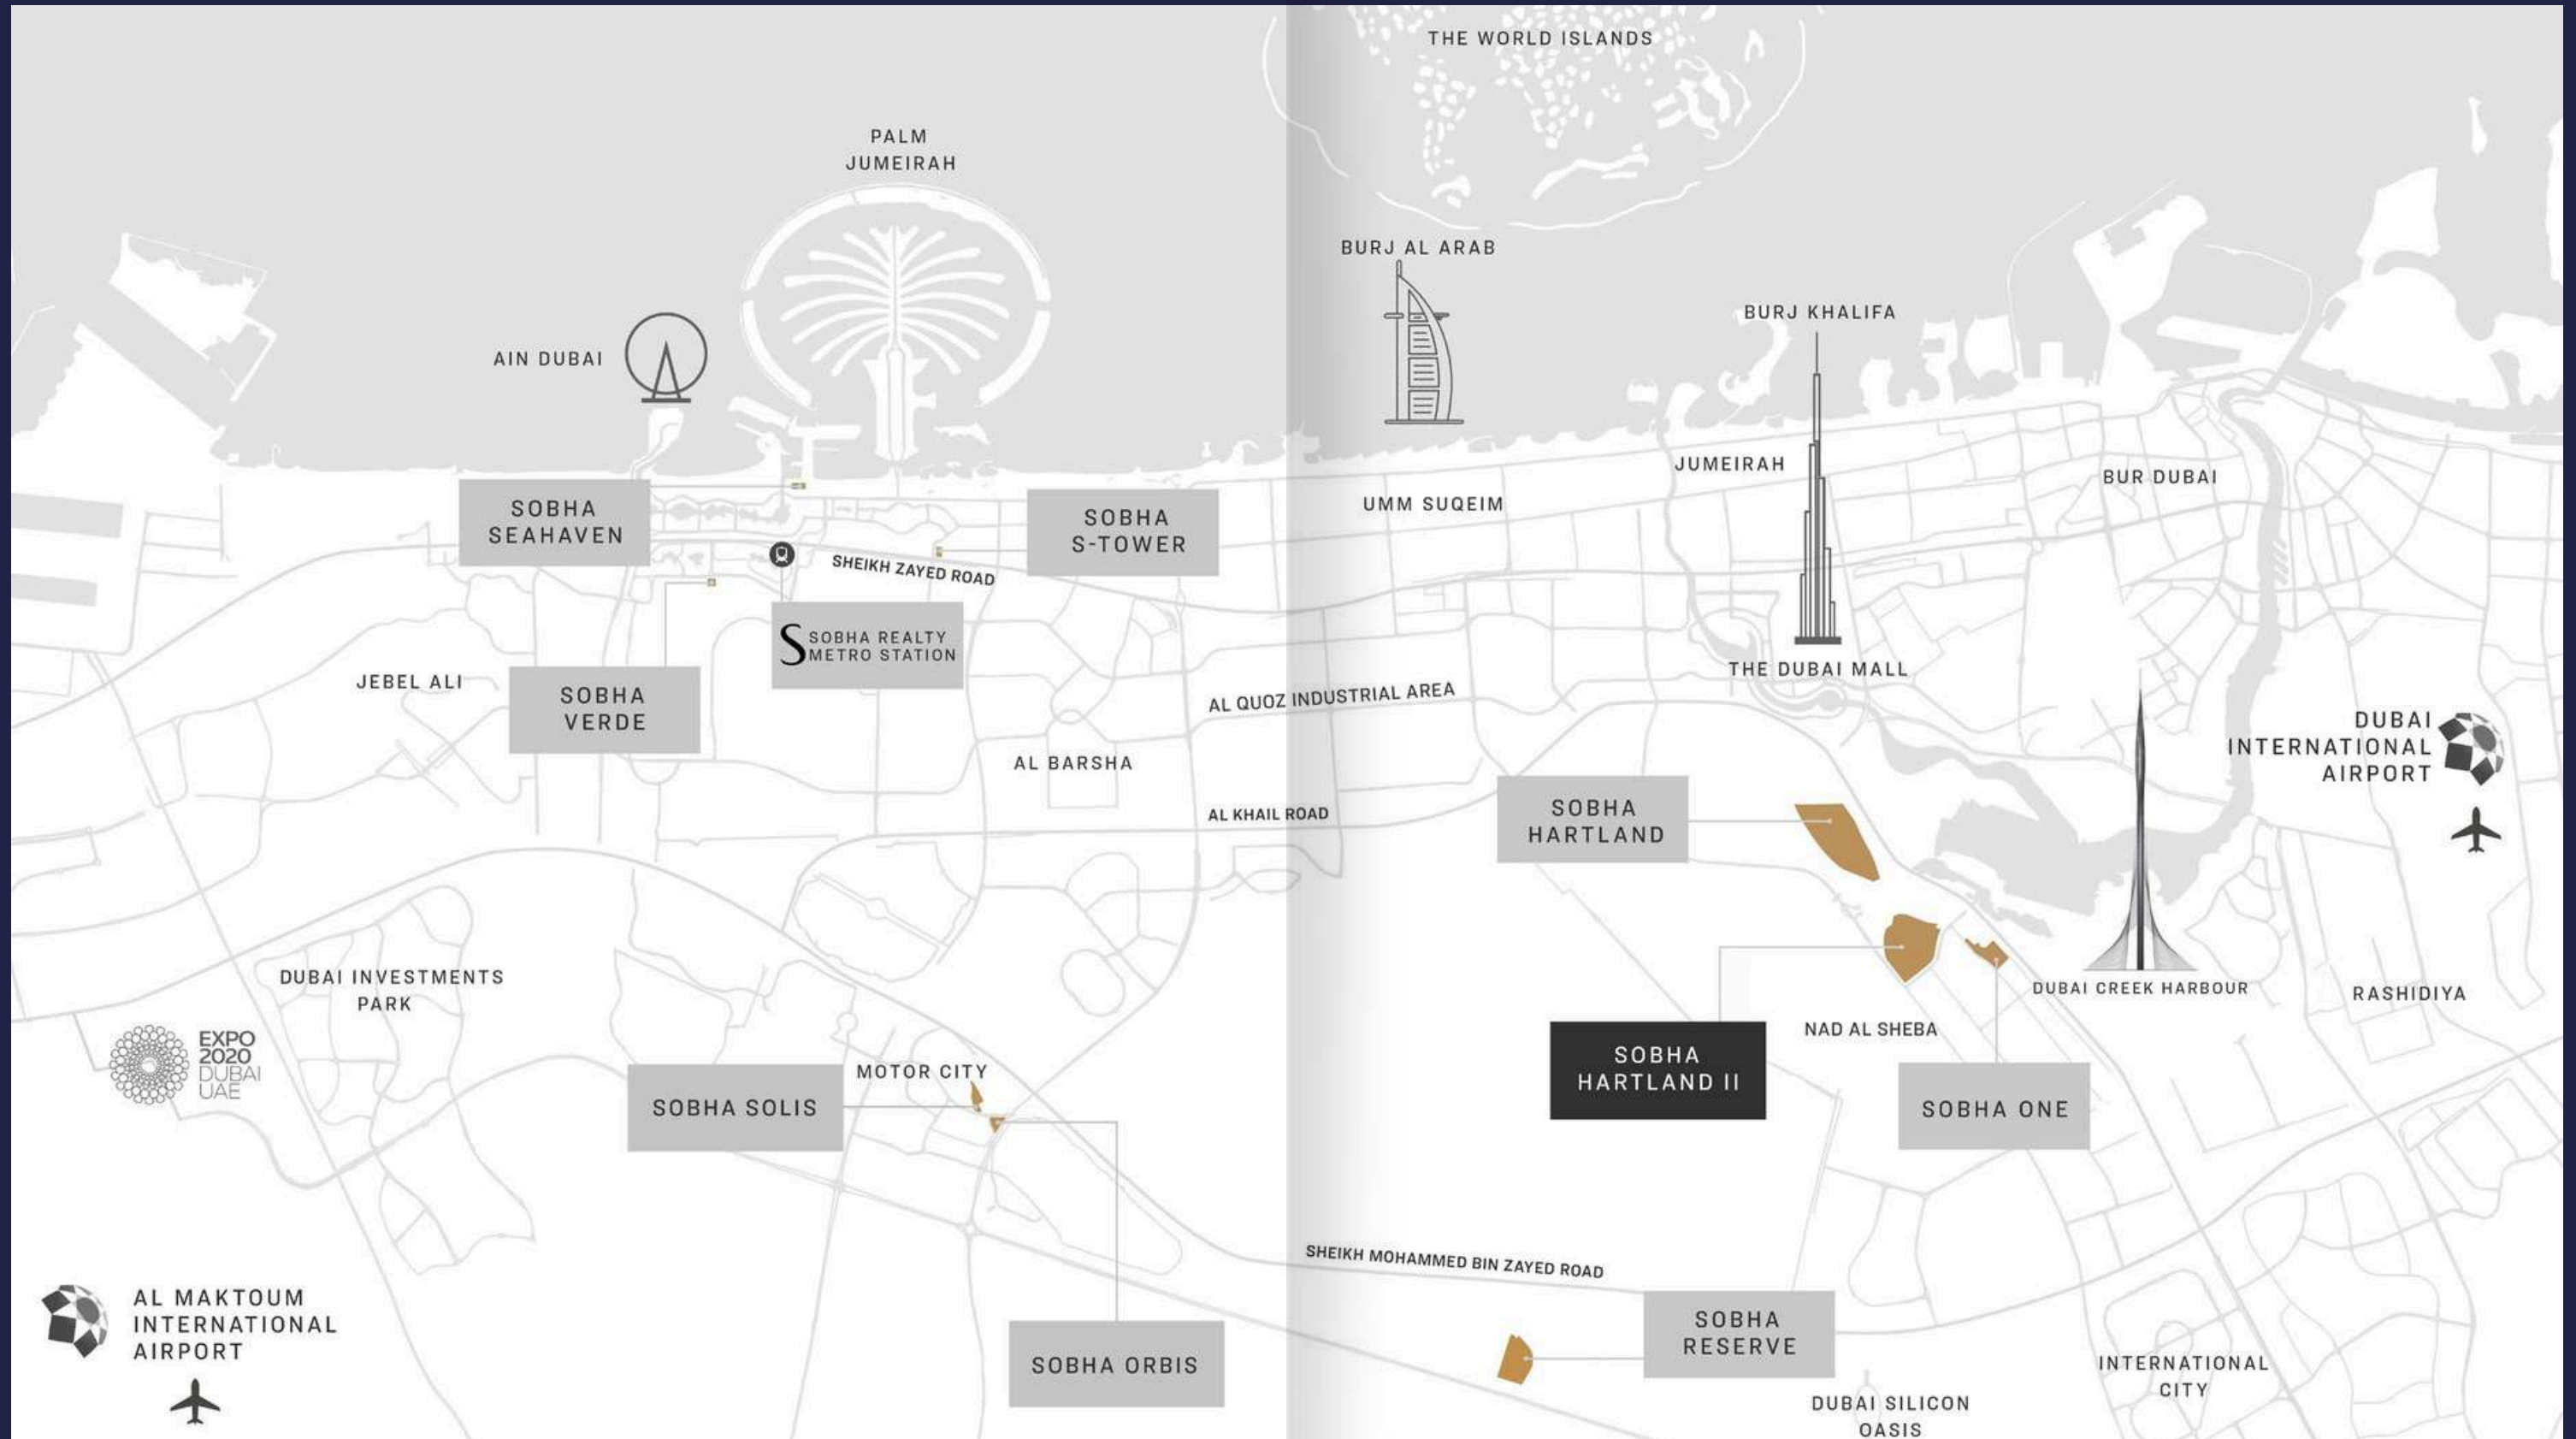 THE WORLD ISLANDS
PALM
JUMEIRAH
BURJ AL ARAB
BURJ KHALIFA
AIN DUBAI
JUMEIRAH
BUR DUBAI
SOBHA
SEAHAVEN
SOBHA
S-TOWER
UMM SUQEIM
SHEIKH ZAYED ROAD
S SOBHA REALTY
METRO STATION
JEBEL ALI
SOBHA
VERDE
THE DUBAI MALL
AL QUOZ INDUSTRIAL AREA
DUBAI
INTERNATIONAL
AIRPORT
AL BARSHA
AL KHAIL ROAD
SOBHA
HARTLAND
DUBAI INVESTMENTS
PARK
DUBAI CREEK HARBOUR
RASHIDIYA
EXPO
2020
DUBAI
UAE
NAD AL SHEBA
SOBHA
HARTLAND II
MOTOR CITY
SOBHA SOLIS
SOBHA ONE
SHEIKH MOHAMMED BIN ZAYED ROAD
AL MAKTOUM
INTERNATIONAL
AIRPORT
SOBHA
RESERVE
SOBHA ORBIS
INTERNATIONAL
CITY
DUBAI SILICON
OASIS